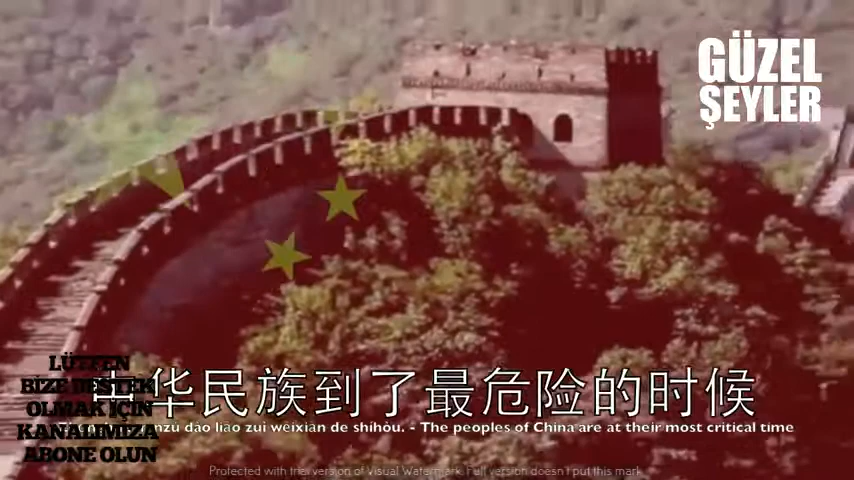 GÜZEL
ŞEYLER
中华民族到了最危险的时候
dào liǎo zuì wēixiǎn de shíhòu. - The peoples of China are at their most critical time
LÜTFEN
BİZE DESTEK
OLMAK İÇİN
KANALIMIZA
ABONE OLUN
Protected with trial version of Visual Watermark. Full version doesn't put this mark.